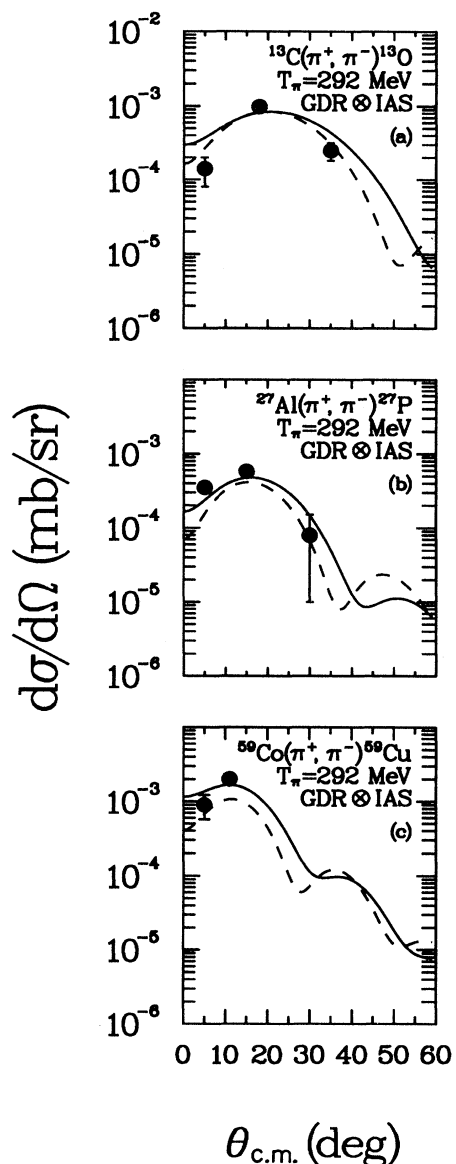 10⁻²
¹³C(π⁺, π⁻)¹³O
T_π=292 MeV
GDR ⊗ IAS
(a)
10⁻³
10⁻⁴
10⁻⁵
10⁻⁶
²⁷Al(π⁺, π⁻)²⁷P
T_π=292 MeV
GDR ⊗ IAS
(b)
10⁻³
10⁻⁴
10⁻⁵
10⁻⁶
⁵⁹Co(π⁺, π⁻)⁵⁹Cu
T_π=292 MeV
GDR ⊗ IAS
(c)
10⁻³
10⁻⁴
10⁻⁵
10⁻⁶
0 10 20 30 40 50 60
dσ/dΩ (mb/sr)
θ_c.m. (deg)